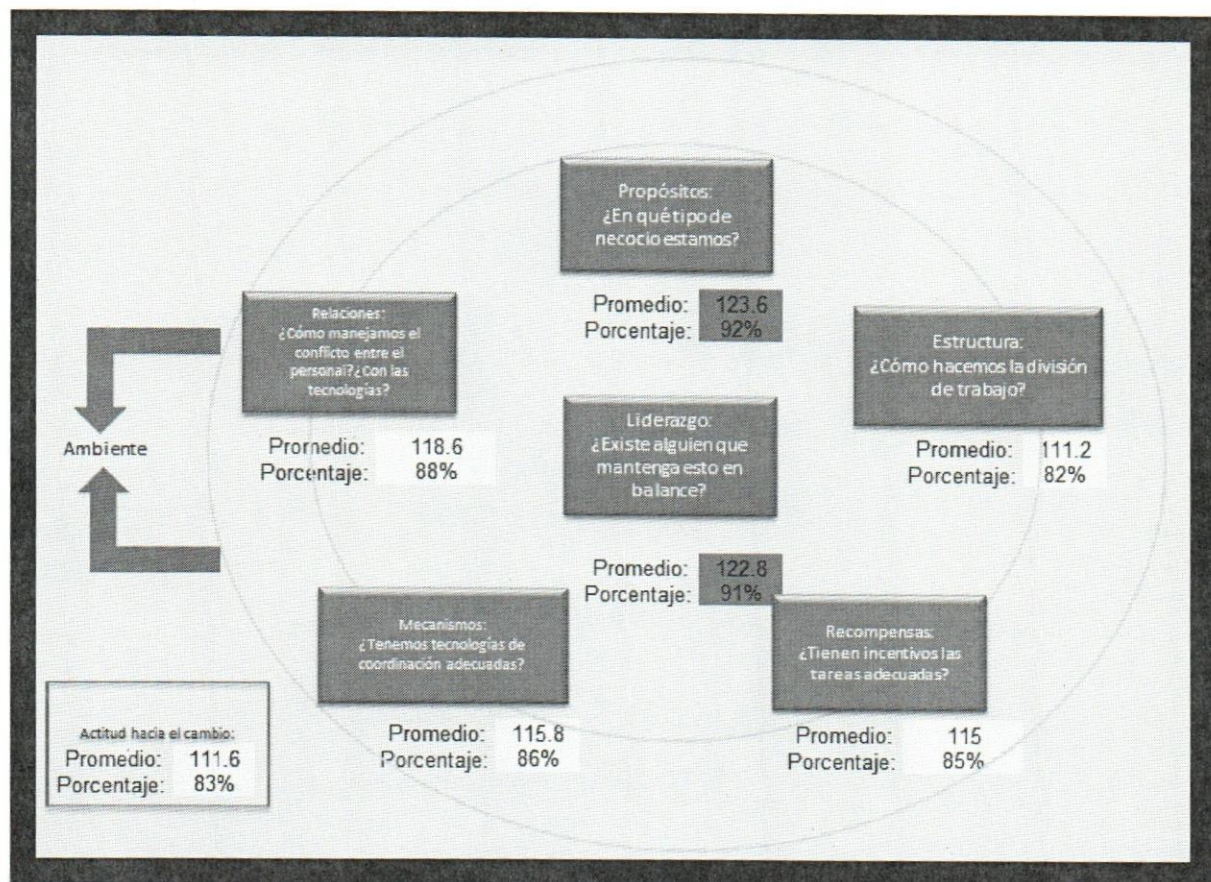 Propósitos:
¿En qué tipo de
necocio estamos?
Promedio: 123.6
Porcentaje: 92%
Relaciones:
¿Cómo manejamos el
conflicto entre el
personal?¿Con las
tecnologías?
Promedio: 118.6
Porcentaje: 88%
Estructura:
¿Cómo hacemos la división
de trabajo?
Promedio: 111.2
Porcentaje: 82%
Ambiente
Liderazgo:
¿Existe alguien que
mantenga esto en
balance?
Promedio: 122.8
Porcentaje: 91%
Mecanismos:
¿Tenemos tecnologías de
coordinación adecuadas?
Promedio: 115.8
Porcentaje: 86%
Recompensas:
¿Tienen incentivos las
tareas adecuadas?
Promedio: 115
Porcentaje: 85%
Actitud hacia el cambio:
Promedio: 111.6
Porcentaje: 83%